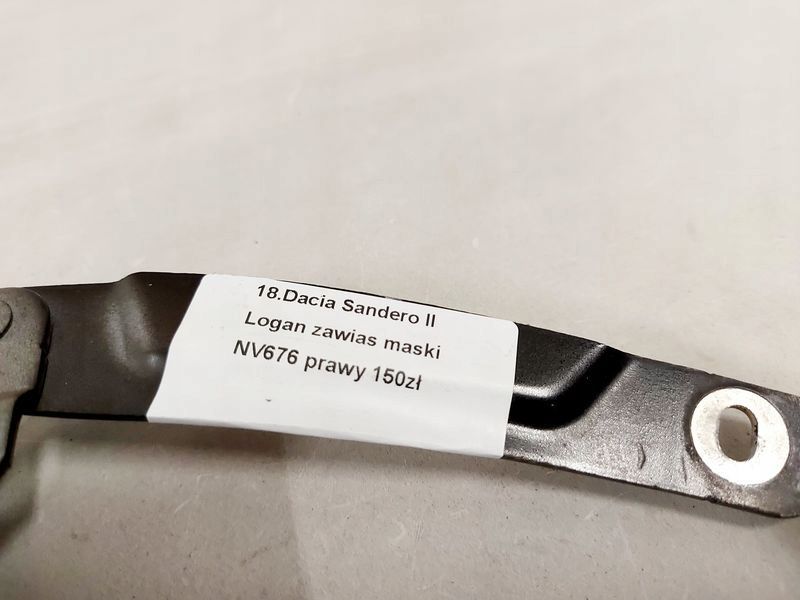 18.Dacia Sandero II
Logan zawias maski
NV676 prawy 150zł